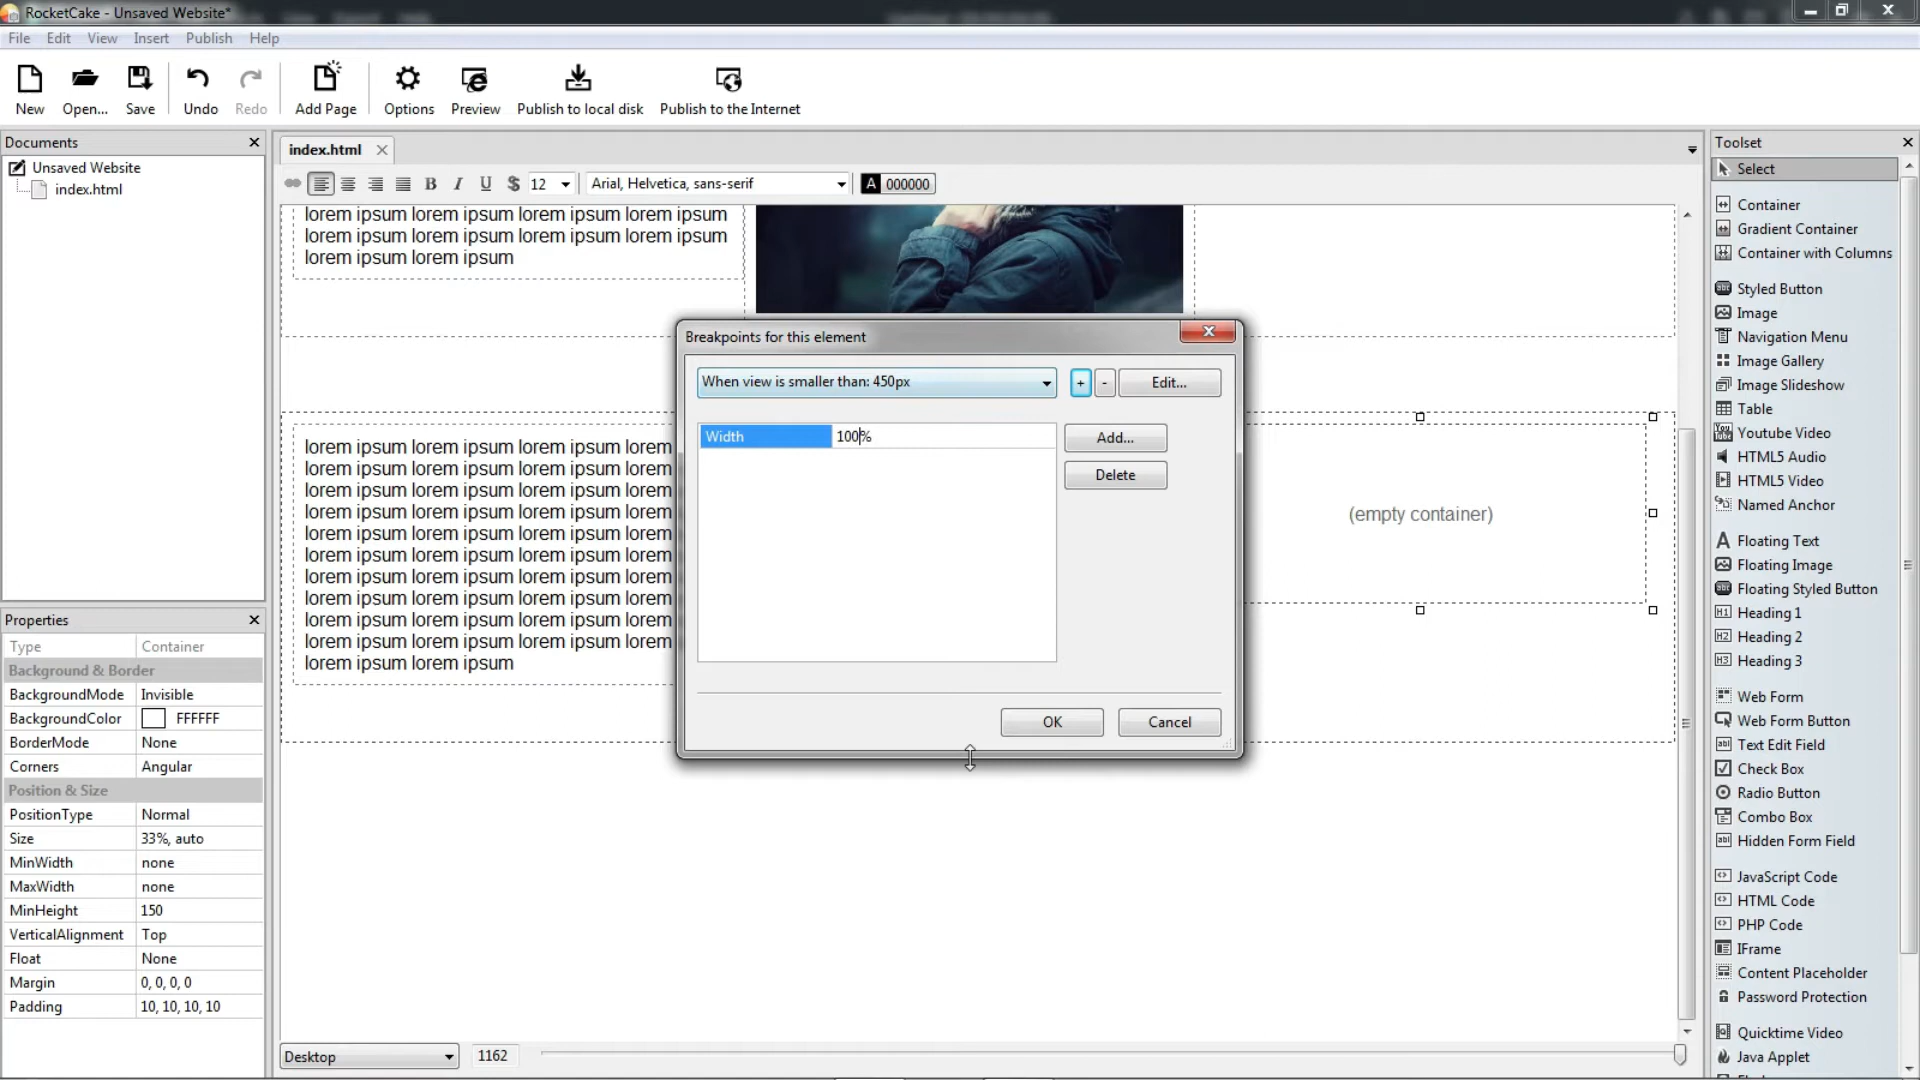 RocketCake - Unsaved Website*
File Edit View Insert Publish Help
New Open... Save Undo Redo Add Page Options Preview Publish to local disk Publish to the Internet
Documents
Unsaved Website
index.html
Properties
Type Container
Background & Border
BackgroundMode Invisible
BackgroundColor FFFFFF
BorderMode None
Corners Angular
Position & Size
PositionType Normal
Size 33%, auto
MinWidth none
MaxWidth none
MinHeight 150
VerticalAlignment Top
Float None
Margin 0, 0, 0, 0
Padding 10, 10, 10, 10
index.html
B I U $ 12 Arial, Helvetica, sans-serif A 000000
lorem ipsum lorem ipsum lorem ipsum lorem ipsum
lorem ipsum lorem ipsum lorem ipsum lorem ipsum
lorem ipsum lorem ipsum
lorem ipsum lorem ipsum lorem ipsum lorem
lorem ipsum lorem ipsum lorem ipsum lorem
lorem ipsum lorem ipsum lorem ipsum lorem
lorem ipsum lorem ipsum lorem ipsum lorem
lorem ipsum lorem ipsum lorem ipsum lorem
lorem ipsum lorem ipsum lorem ipsum lorem
lorem ipsum lorem ipsum lorem ipsum lorem
lorem ipsum lorem ipsum lorem ipsum lorem
lorem ipsum lorem ipsum lorem ipsum lorem
lorem ipsum lorem ipsum lorem ipsum lorem
lorem ipsum lorem ipsum
(empty container)
Breakpoints for this element
When view is smaller than: 450px + - Edit...
Width 100% Add...
Delete
OK Cancel
Desktop 1162
Toolset
Select
Container
Gradient Container
Container with Columns
Styled Button
Image
Navigation Menu
Image Gallery
Image Slideshow
Table
Youtube Video
HTML5 Audio
HTML5 Video
Named Anchor
Floating Text
Floating Image
Floating Styled Button
H1 Heading 1
H2 Heading 2
H3 Heading 3
Web Form
Web Form Button
Text Edit Field
Check Box
Radio Button
Combo Box
Hidden Form Field
JavaScript Code
HTML Code
PHP Code
IFrame
Content Placeholder
Password Protection
Quicktime Video
Java Applet